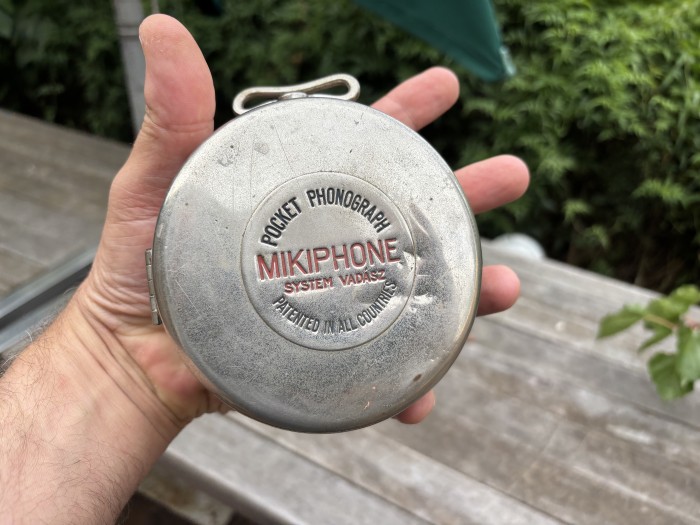 POCKET PHONOGRAPH
MIKIPHONE
SYSTEM VADÁSZ
PATENTED IN ALL COUNTRIES